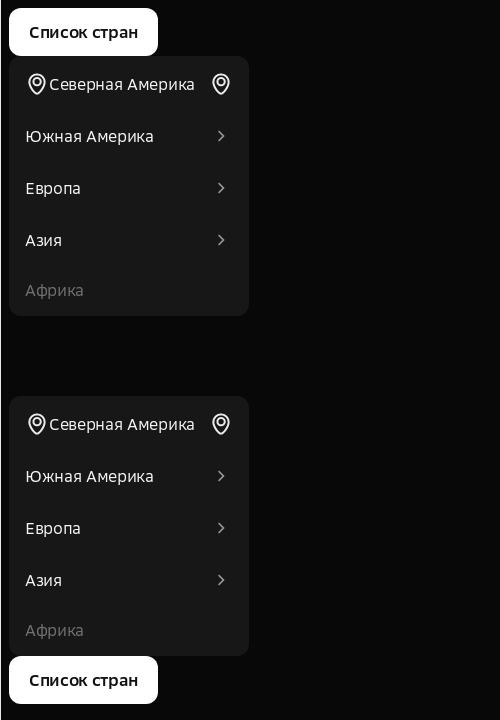 Список стран
Северная Америка
Южная Америка
Европа
Азия
Африка
Северная Америка
Южная Америка
Европа
Азия
Африка
Список стран